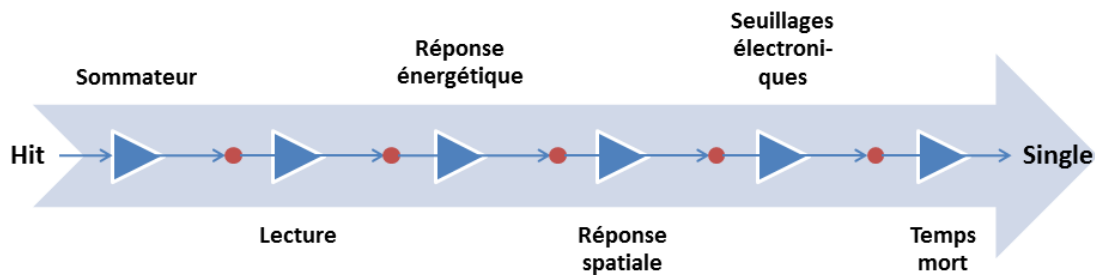 Sommateur
Réponse
énergétique
Seuillages
électroni-
ques
Hit
Single
Lecture
Réponse
spatiale
Temps
mort